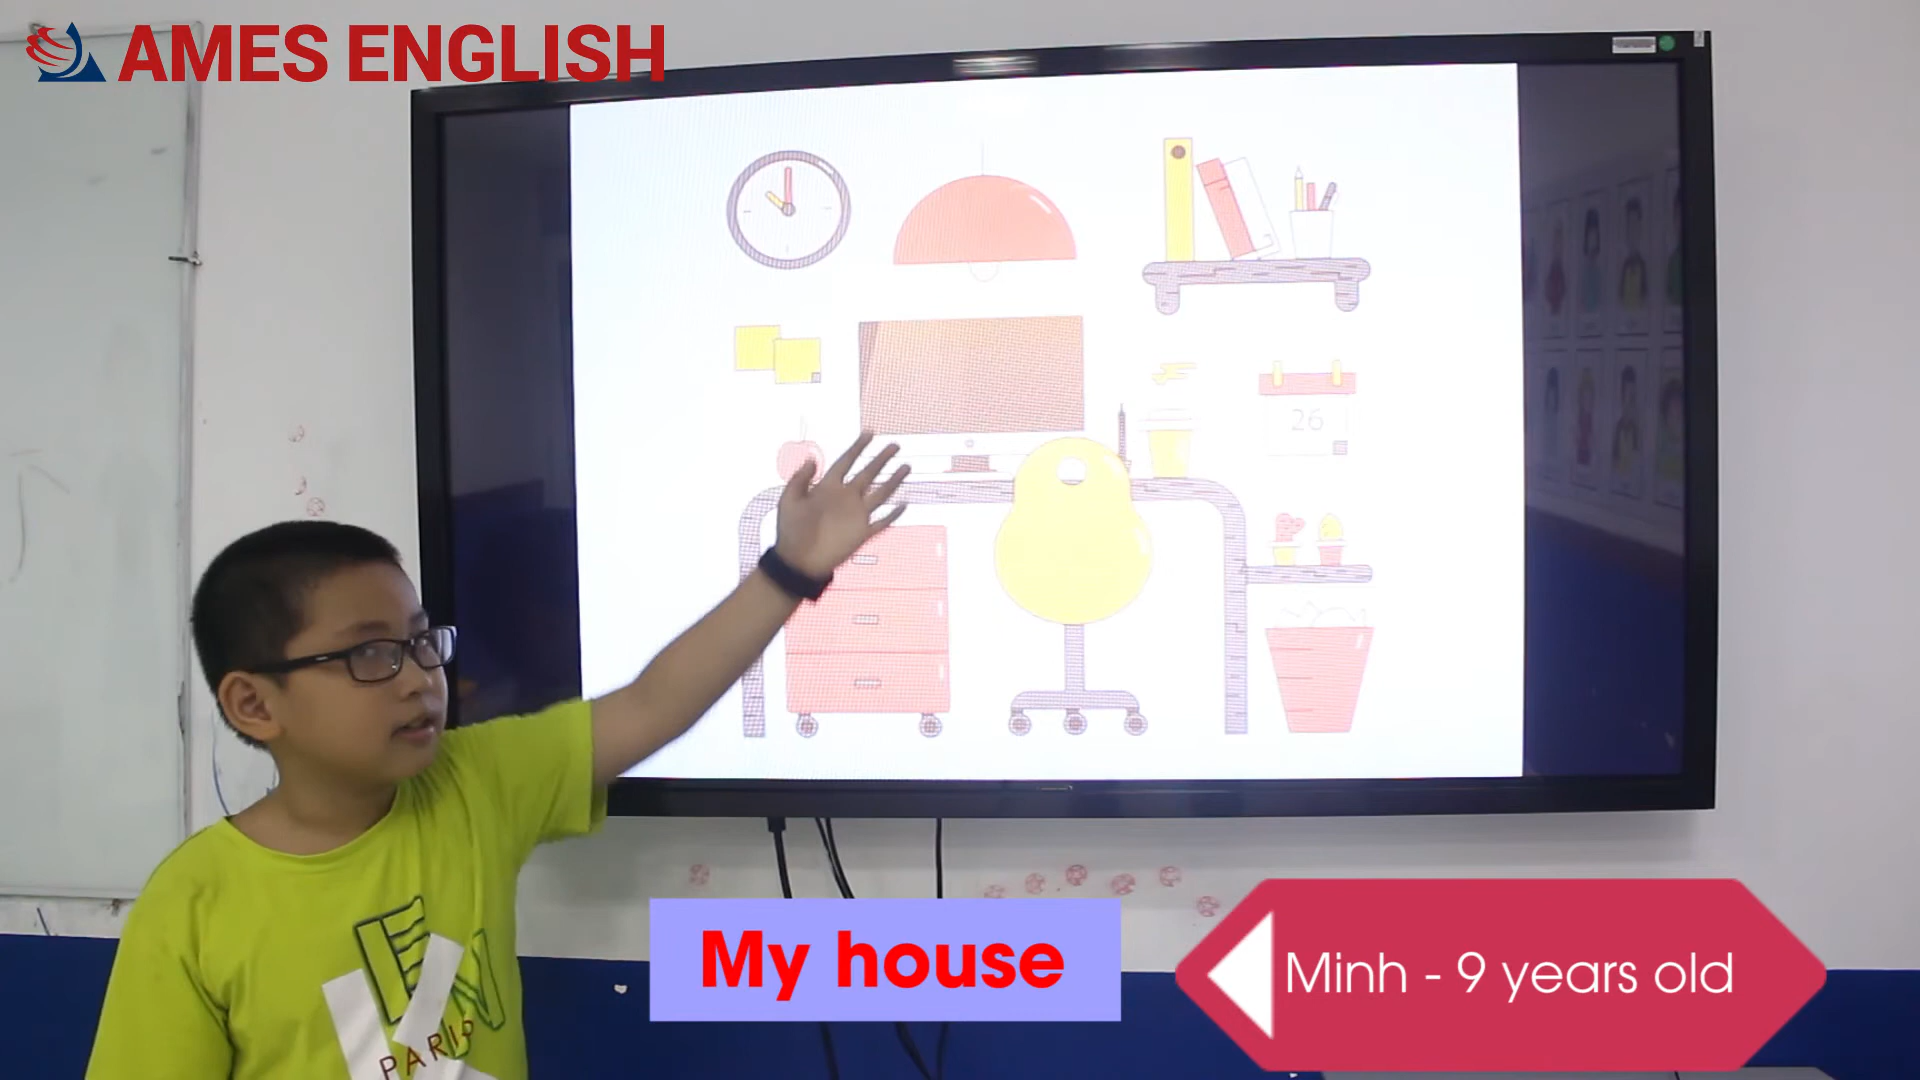 AMES ENGLISH
26
My house
Minh - 9 years old
PARIS